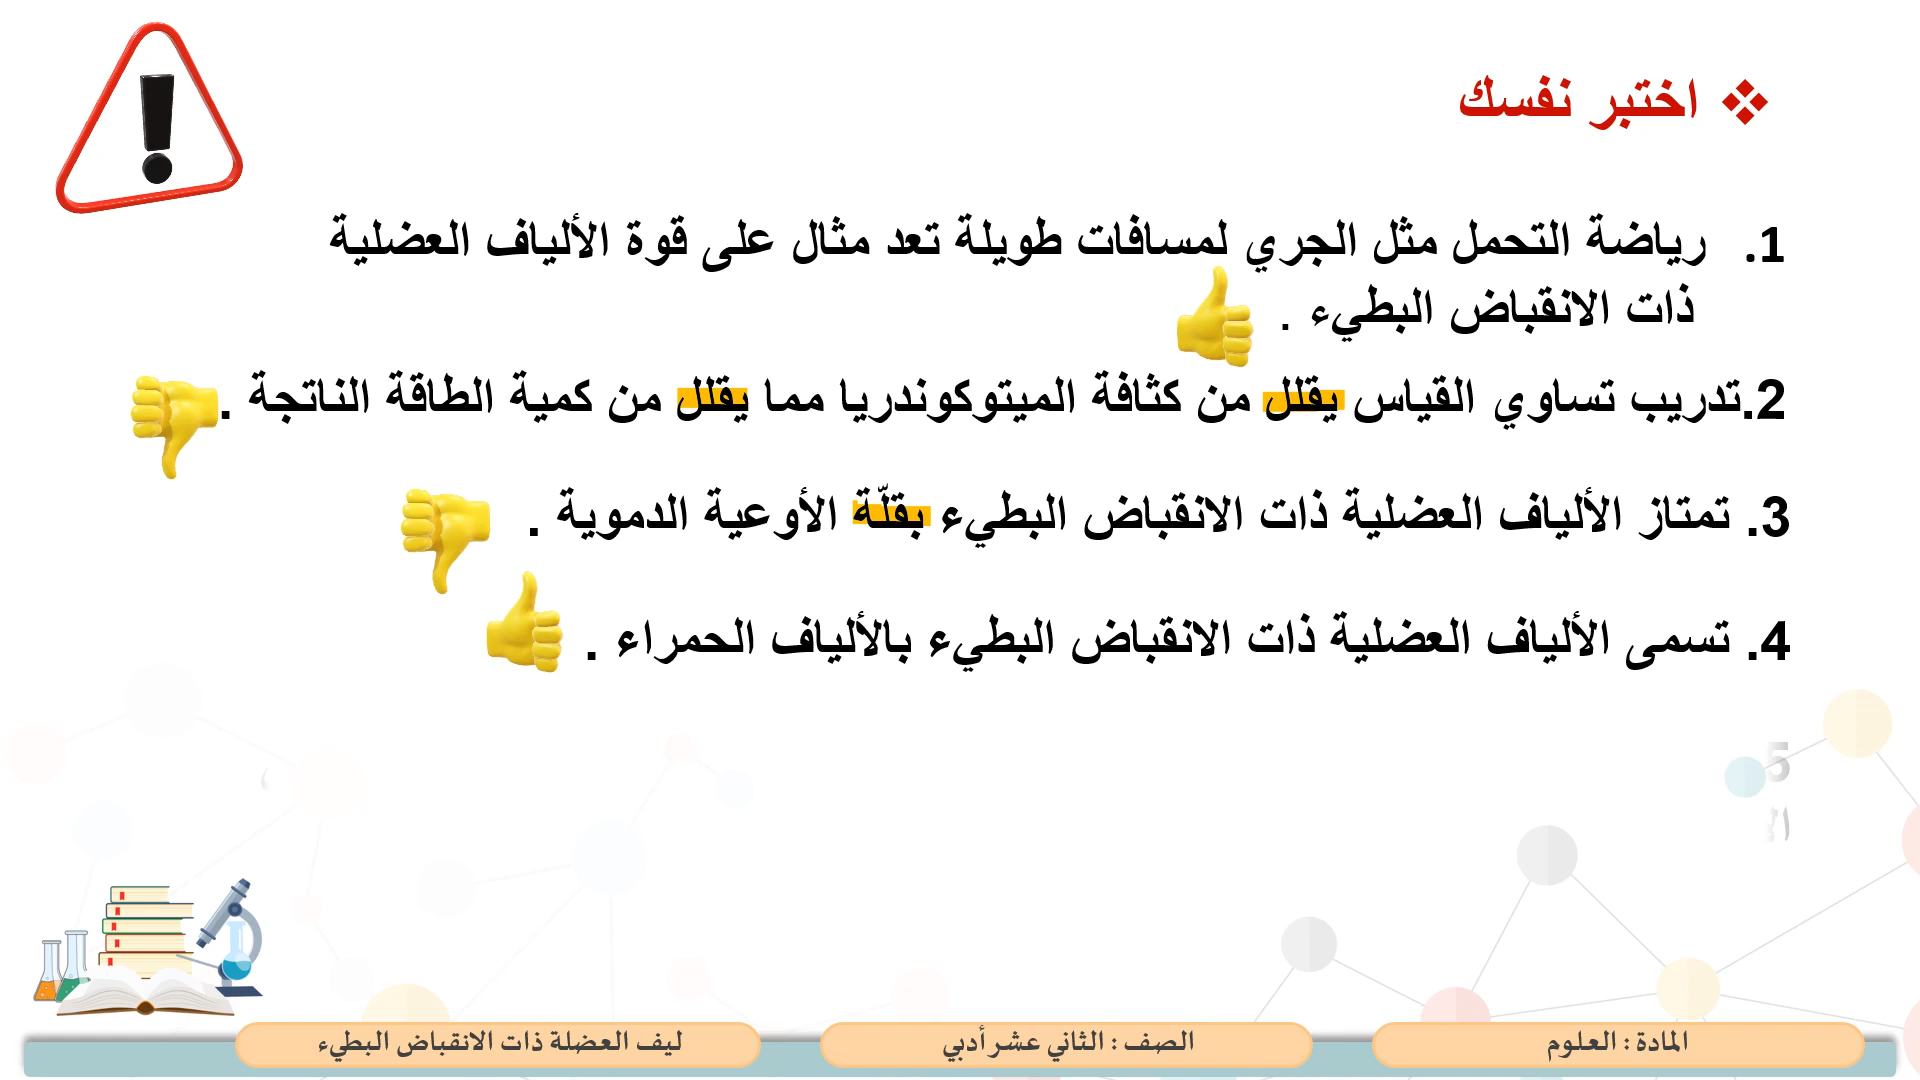 ❖ اختبر نفسك
1. رياضة التحمل مثل الجري لمسافات طويلة تعد مثال على قوة الألياف العضلية
ذات الانقباض البطيء .
2.تدريب تساوي القياس يقلل من كثافة الميتوكوندريا مما يقلل من كمية الطاقة الناتجة .
3. تمتاز الألياف العضلية ذات الانقباض البطيء بقلّة الأوعية الدموية .
4. تسمى الألياف العضلية ذات الانقباض البطيء بالألياف الحمراء .
5
المادة : العلوم
الصف : الثاني عشر أدبي
ليف العضلة ذات الانقباض البطيء